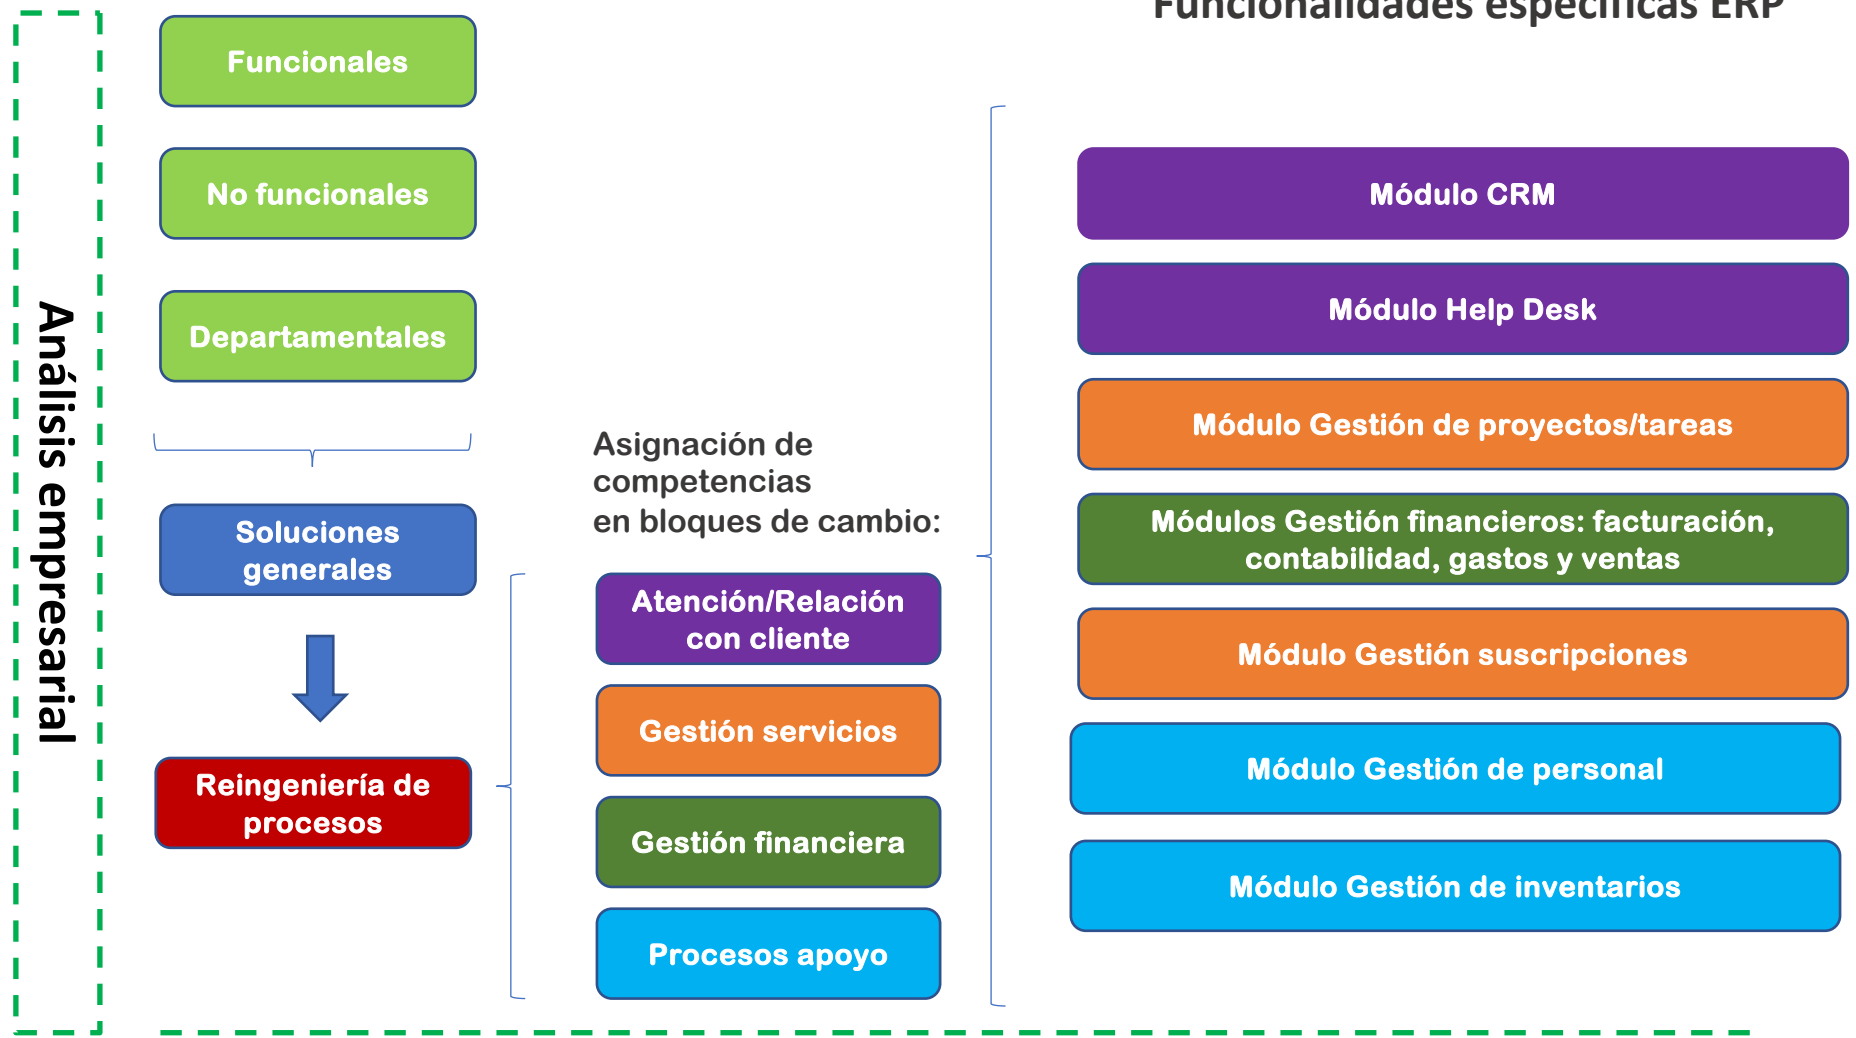 Funcionalidades específicas ERP
Análisis empresarial
Funcionales
No funcionales
Departamentales
Soluciones
generales
Reingeniería de
procesos
Asignación de
competencias
en bloques de cambio:
Atención/Relación
con cliente
Gestión servicios
Gestión financiera
Procesos apoyo
Módulo CRM
Módulo Help Desk
Módulo Gestión de proyectos/tareas
Módulos Gestión financieros: facturación,
contabilidad, gastos y ventas
Módulo Gestión suscripciones
Módulo Gestión de personal
Módulo Gestión de inventarios